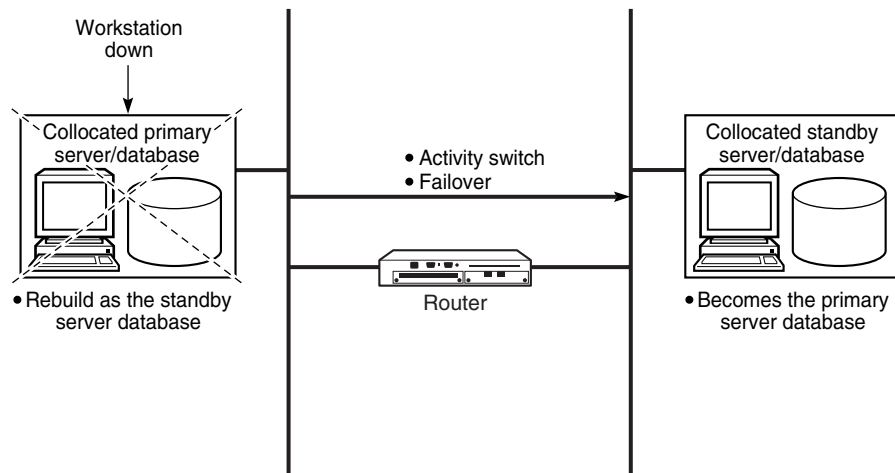 Workstation
down
Collocated primary
server/database
• Rebuild as the standby
server database
• Activity switch
• Failover
Router
Collocated standby
server/database
• Becomes the primary
server database